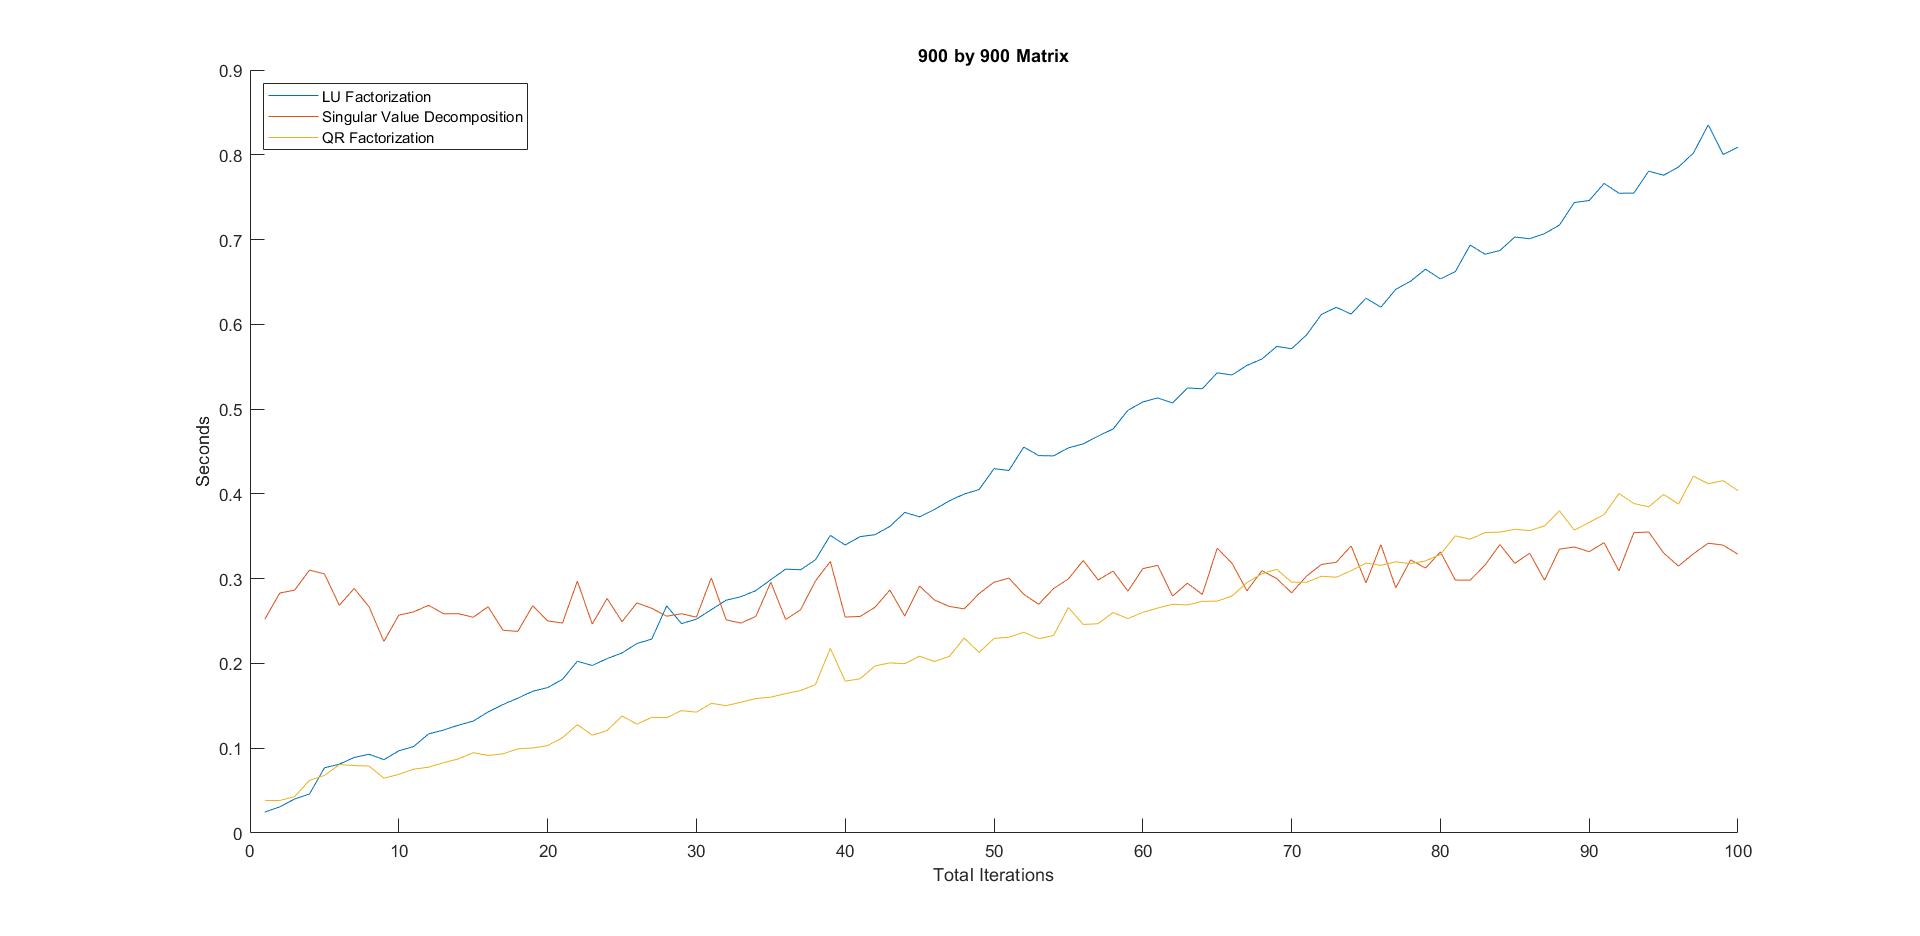 900 by 900 Matrix
LU Factorization
Singular Value Decomposition
QR Factorization
Seconds
0.9
0.8
0.7
0.6
0.5
0.4
0.3
0.2
0.1
0
0 10 20 30 40 50 60 70 80 90 100
Total Iterations